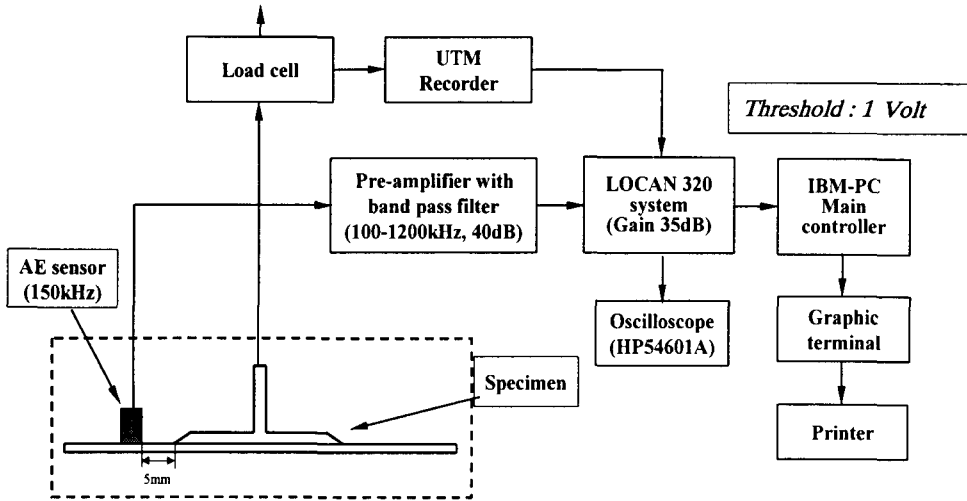 Load cell
UTM
Recorder
Threshold : 1 Volt
Pre-amplifier with
band pass filter
(100-1200kHz, 40dB)
LOCAN 320
system
(Gain 35dB)
IBM-PC
Main
controller
AE sensor
(150kHz)
Oscilloscope
(HP54601A)
Graphic
terminal
Specimen
Printer
5mm